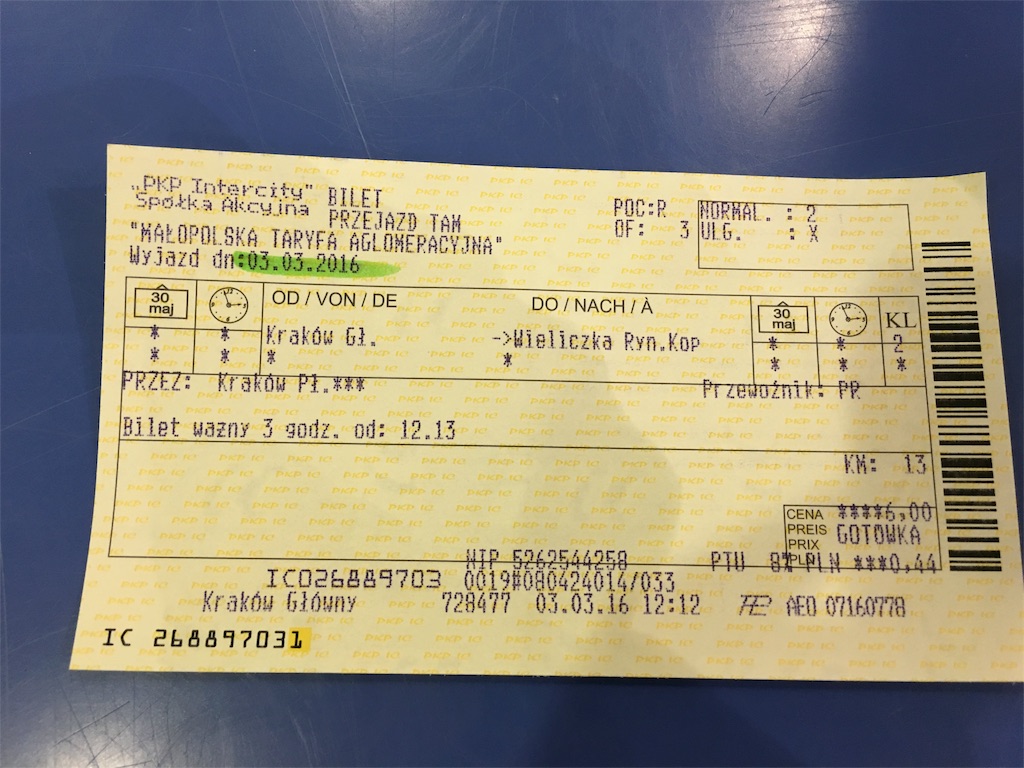 "PKP Intercity" BILET
Spółka Akcyjna PRZEJAZD TAM
"MAŁOPOLSKA TARYFA AGLOMERACYJNA"
Wyjazd dn:03.03.2016
POC:R
OF: 3
NORMAL. : 2
ULG. : X
30 maj OD / VON / DE DO / NACH / À 30 maj KL
* * Kraków Gł. ->Wieliczka Ryn.Kop * * 2
* * * * * * *
PRZEZ: Kraków Pł.*** Przewoźnik: PR
Bilet ważny 3 godz. od: 12.13
KM: 13
CENA ****6,00
PREIS GOTÓWKA
PRIX
NIP 5262544258 PTU 8% PLN ***0,44
IC026889703 0019#080424014/033
Kraków Główny 728477 03.03.16 12:12 AEO 07160778
IC 268897031